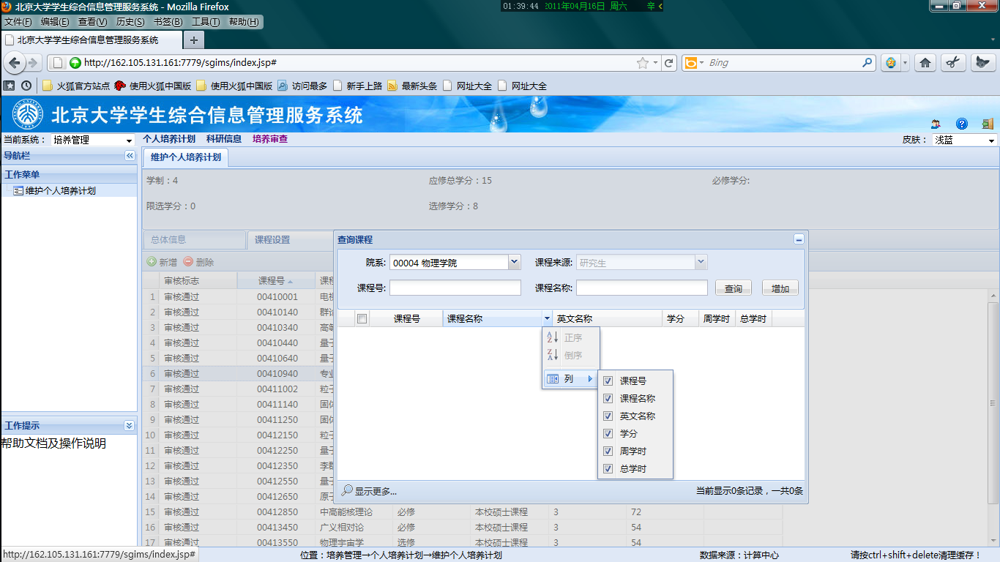 北京大学学生综合信息管理服务系统 - Mozilla Firefox
01:39:44 2011年04月16日 周六 辛
文件(F) 编辑(E) 查看(V) 历史(S) 书签(B) 工具(T) 帮助(H)
北京大学学生综合信息管理服务系统
http://162.105.131.161:7779/sgims/index.jsp#
Bing
火狐官方站点 使用火狐中国版 使用火狐中国版 访问最多 新手上路 最新头条 网址大全 网址大全
北京大学学生综合信息管理服务系统
当前系统： 培养管理 个人培养计划 科研信息 培养审查 皮肤： 浅蓝
导航栏 维护个人培养计划
工作菜单
维护个人培养计划
学制：4 应修总学分：15 必修学分:
限选学分：0 选修学分：8
总体信息 课程设置
新增 删除
审核标志 课程号 课程
1 审核通过 00410001 电视
2 审核通过 00410140 群论
3 审核通过 00410340 高等
4 审核通过 00410440 量子
5 审核通过 00410640 量子
6 审核通过 00410940 专业
7 审核通过 00411002 粒子
8 审核通过 00411140 固体
9 审核通过 00411250 固体
10 审核通过 00412150 粒子
11 审核通过 00412250 量子
12 审核通过 00412350 李群
13 审核通过 00412550 量子
14 审核通过 00412650 原子
15 审核通过 00412850 中高能核理论 必修 本校硕士课程 3 72
16 审核通过 00413450 广义相对论 必修 本校硕士课程 3 54
17 审核通过 00413550 物理宇宙学 选修 本校硕士课程 3 54
查询课程
院系: 00004 物理学院 课程来源: 研究生
课程号: 课程名称: 查询 增加
课程号 课程名称 英文名称 学分 周学时 总学时
正序
倒序
列
课程号
课程名称
英文名称
学分
周学时
总学时
显示更多... 当前显示0条记录，一共0条
工作提示
帮助文档及操作说明
http://162.105.131.161:7779/sgims/index.jsp# 位置：培养管理→个人培养计划→维护个人培养计划 数据来源：计算中心 请按ctrl+shift+delete清理缓存！